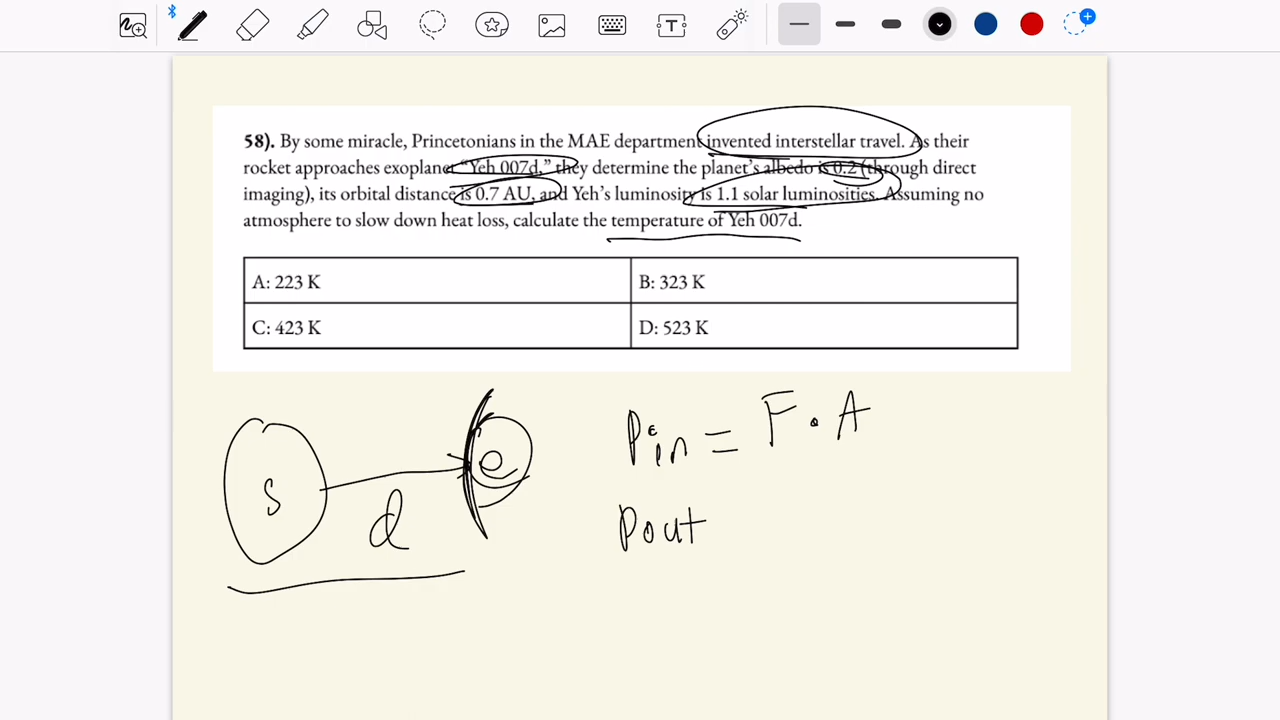 58). By some miracle, Princetonians in the MAE department invented interstellar travel. As their
rocket approaches exoplanet “Yeh 007d,” they determine the planet’s albedo is 0.2 (through direct
imaging), its orbital distance is 0.7 AU, and Yeh’s luminosity is 1.1 solar luminosities. Assuming no
atmosphere to slow down heat loss, calculate the temperature of Yeh 007d.
A: 223 K
B: 323 K
C: 423 K
D: 523 K
Pin = F · A
S
e
d
Pout
T